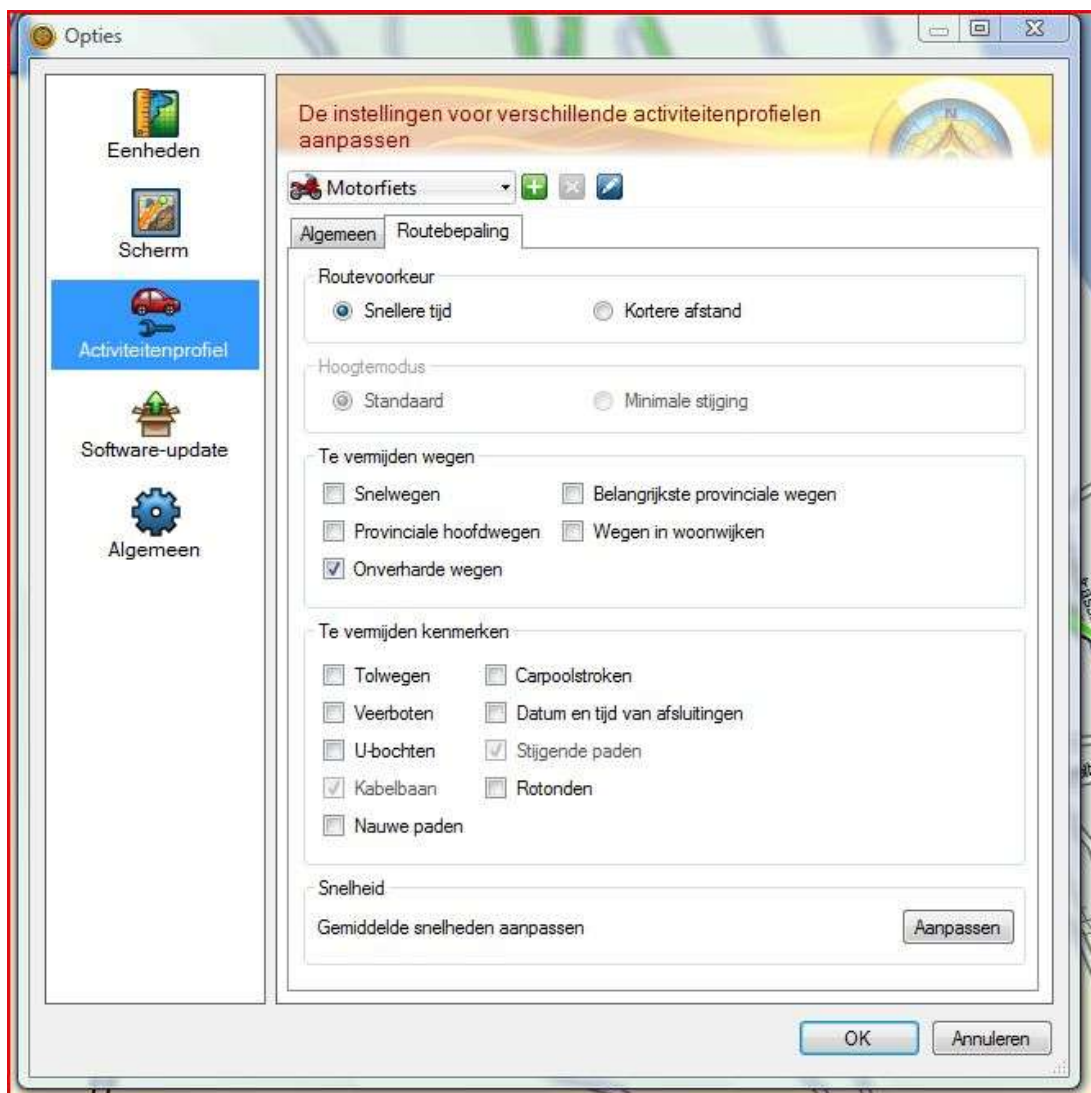 Opties
Eenheden
Scherm
Activiteitenprofiel
Software-update
Algemeen
De instellingen voor verschillende activiteitenprofielen
aanpassen
N
Motorfiets
Algemeen Routebepaling
Routevoorkeur
Snellere tijd Kortere afstand
Hoogtemodus
Standaard Minimale stijging
Te vermijden wegen
Snelwegen Belangrijkste provinciale wegen
Provinciale hoofdwegen Wegen in woonwijken
Onverharde wegen
Te vermijden kenmerken
Tolwegen Carpoolstroken
Veerboten Datum en tijd van afsluitingen
U-bochten Stijgende paden
Kabelbaan Rotonden
Nauwe paden
Snelheid
Gemiddelde snelheden aanpassen Aanpassen
OK Annuleren